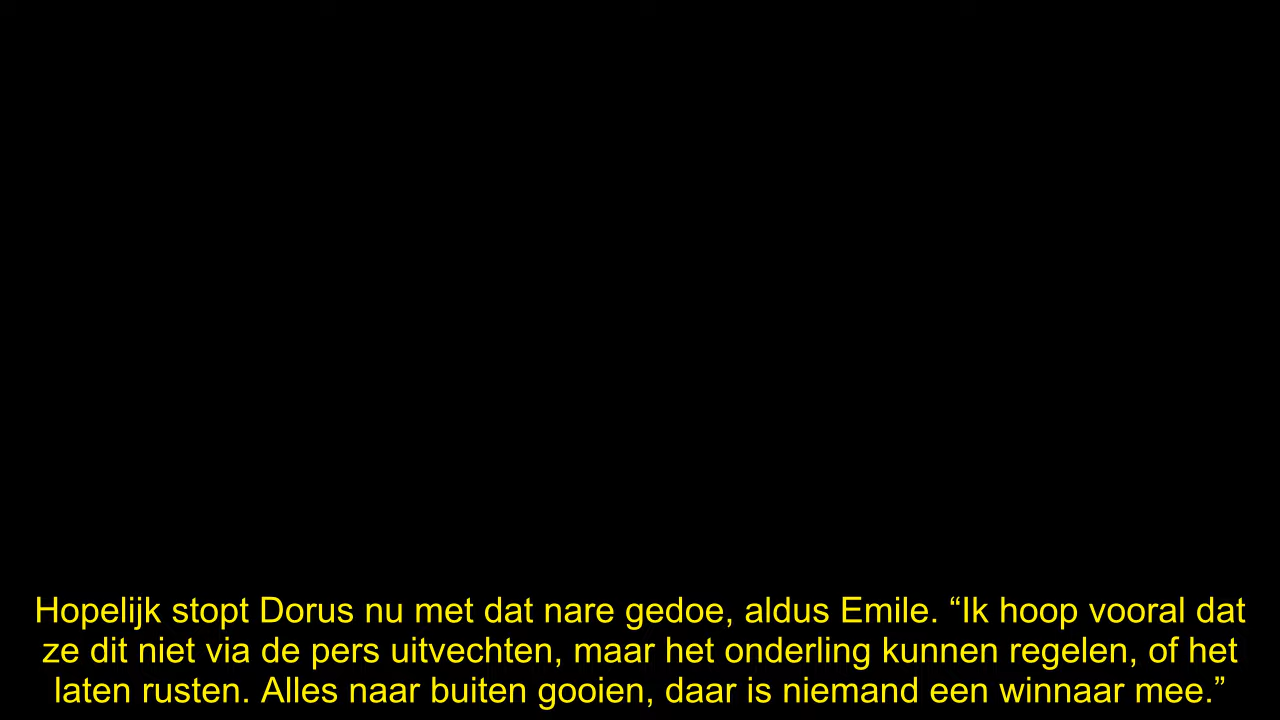 Hopelijk stopt Dorus nu met dat nare gedoe, aldus Emile. “Ik hoop vooral dat
ze dit niet via de pers uitvechten, maar het onderling kunnen regelen, of het
laten rusten. Alles naar buiten gooien, daar is niemand een winnaar mee.”